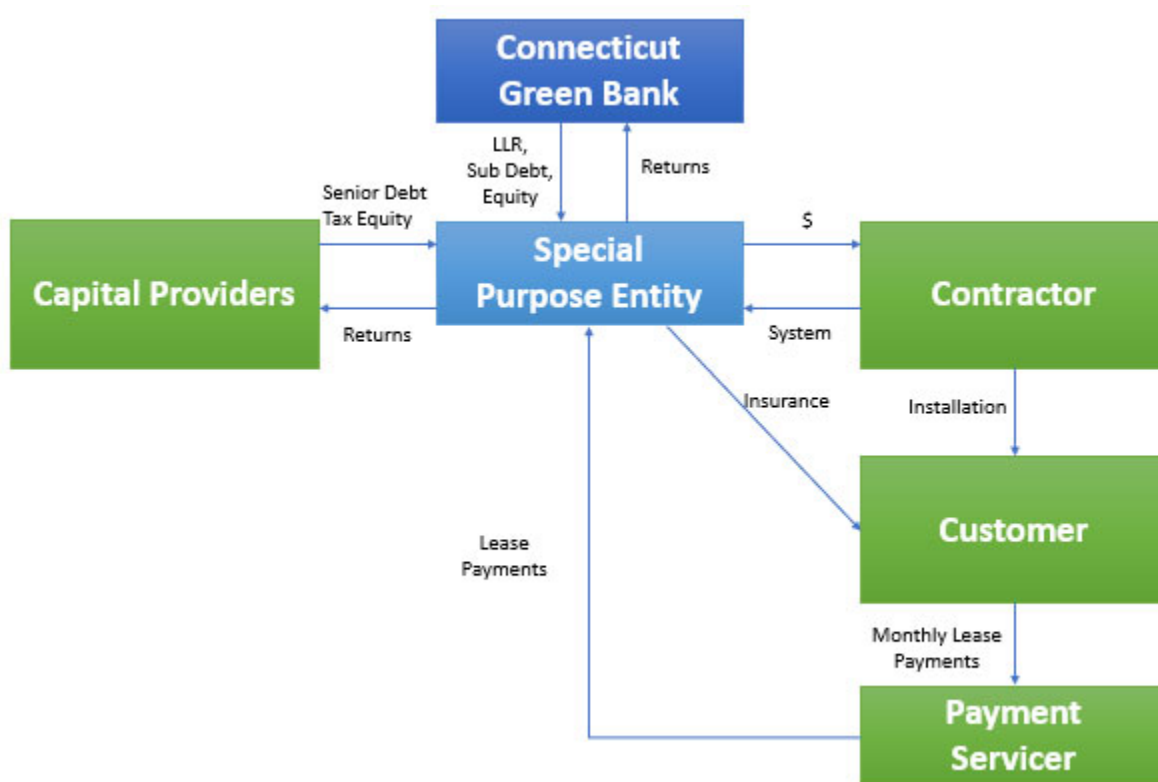 Connecticut
Green Bank
LLR,
Sub Debt,
Equity
Returns
Senior Debt
Tax Equity
$
Capital Providers
Special
Purpose Entity
Contractor
Returns
System
Insurance
Installation
Customer
Lease
Payments
Monthly Lease
Payments
Payment
Servicer